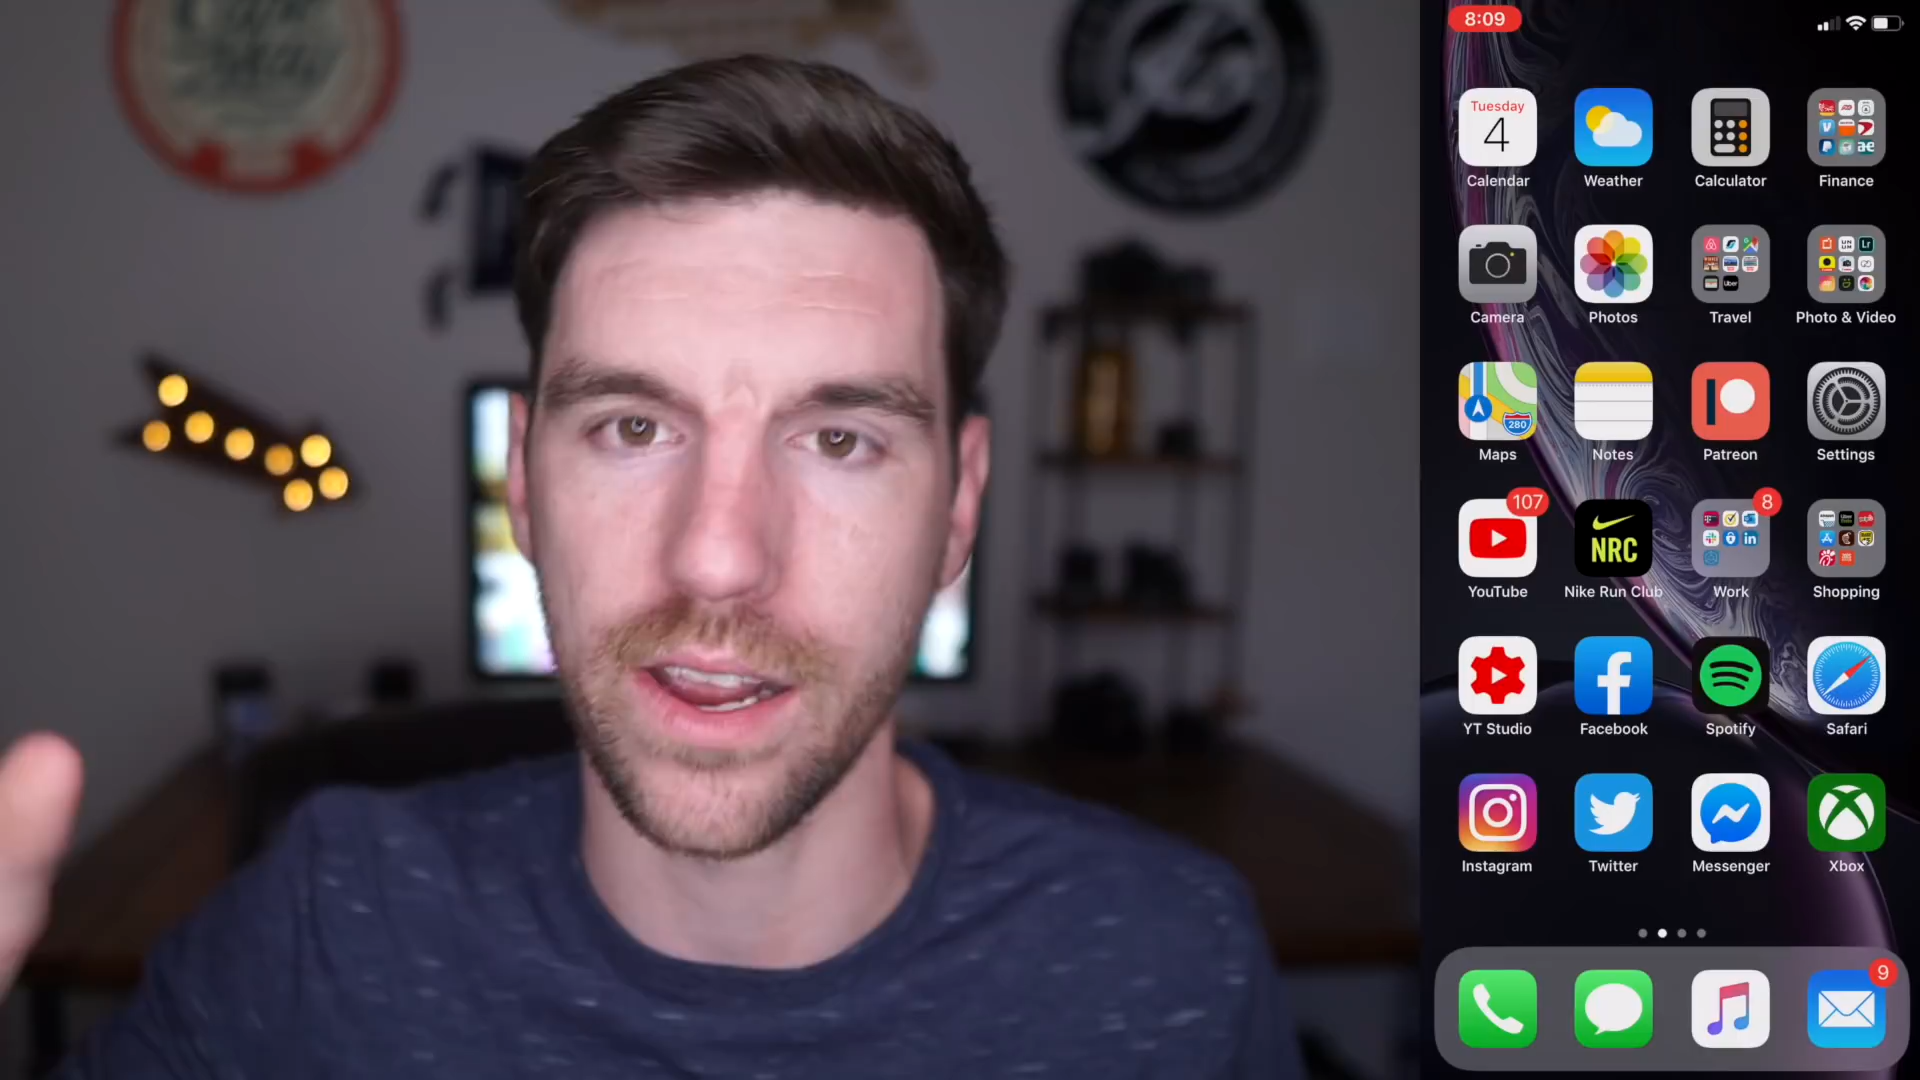 8:09
Tuesday
4
Calendar Weather Calculator Finance
Camera Photos Travel Photo & Video
280
Maps Notes Patreon Settings
107
NRC
8
YouTube Nike Run Club Work Shopping
YT Studio Facebook Spotify Safari
Instagram Twitter Messenger Xbox
9